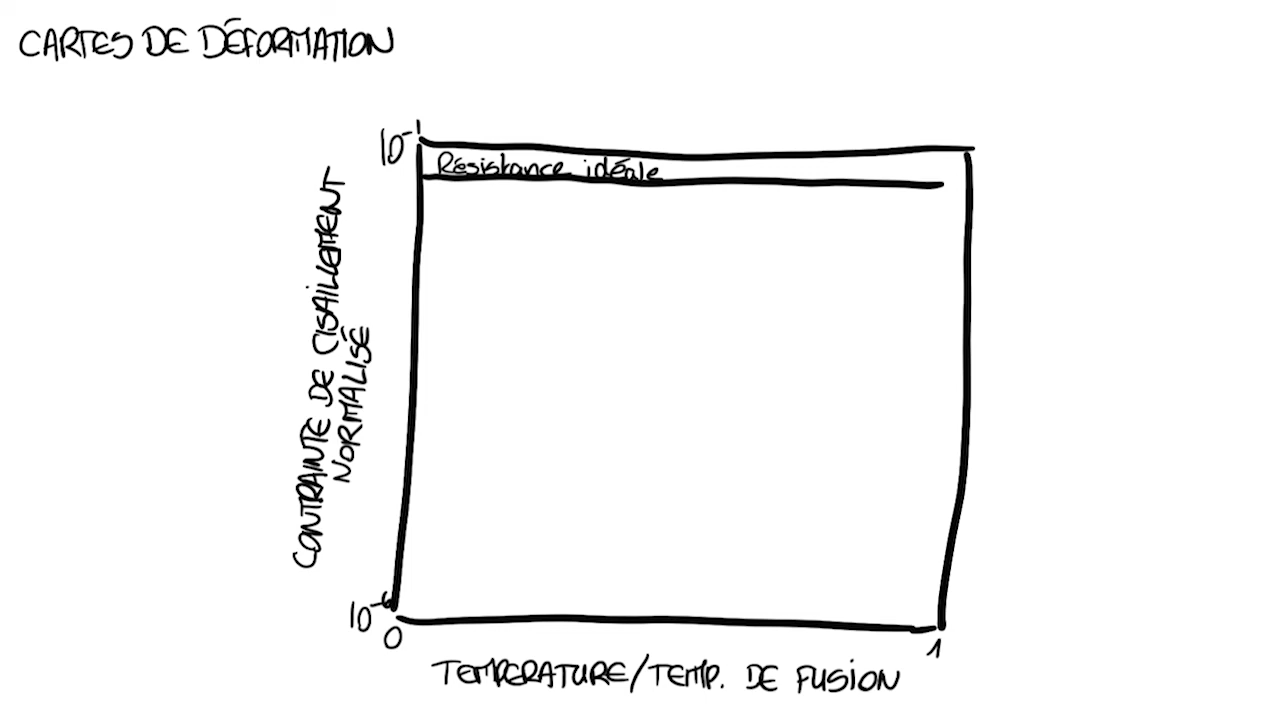 CARTES DE DÉFORMATION
10-1
Résistance idéale
CONTRAINTE DE CISAILLEMENT
NORMALISÉ
10-6
0
1
TEMPERATURE/TEMP. DE FUSION